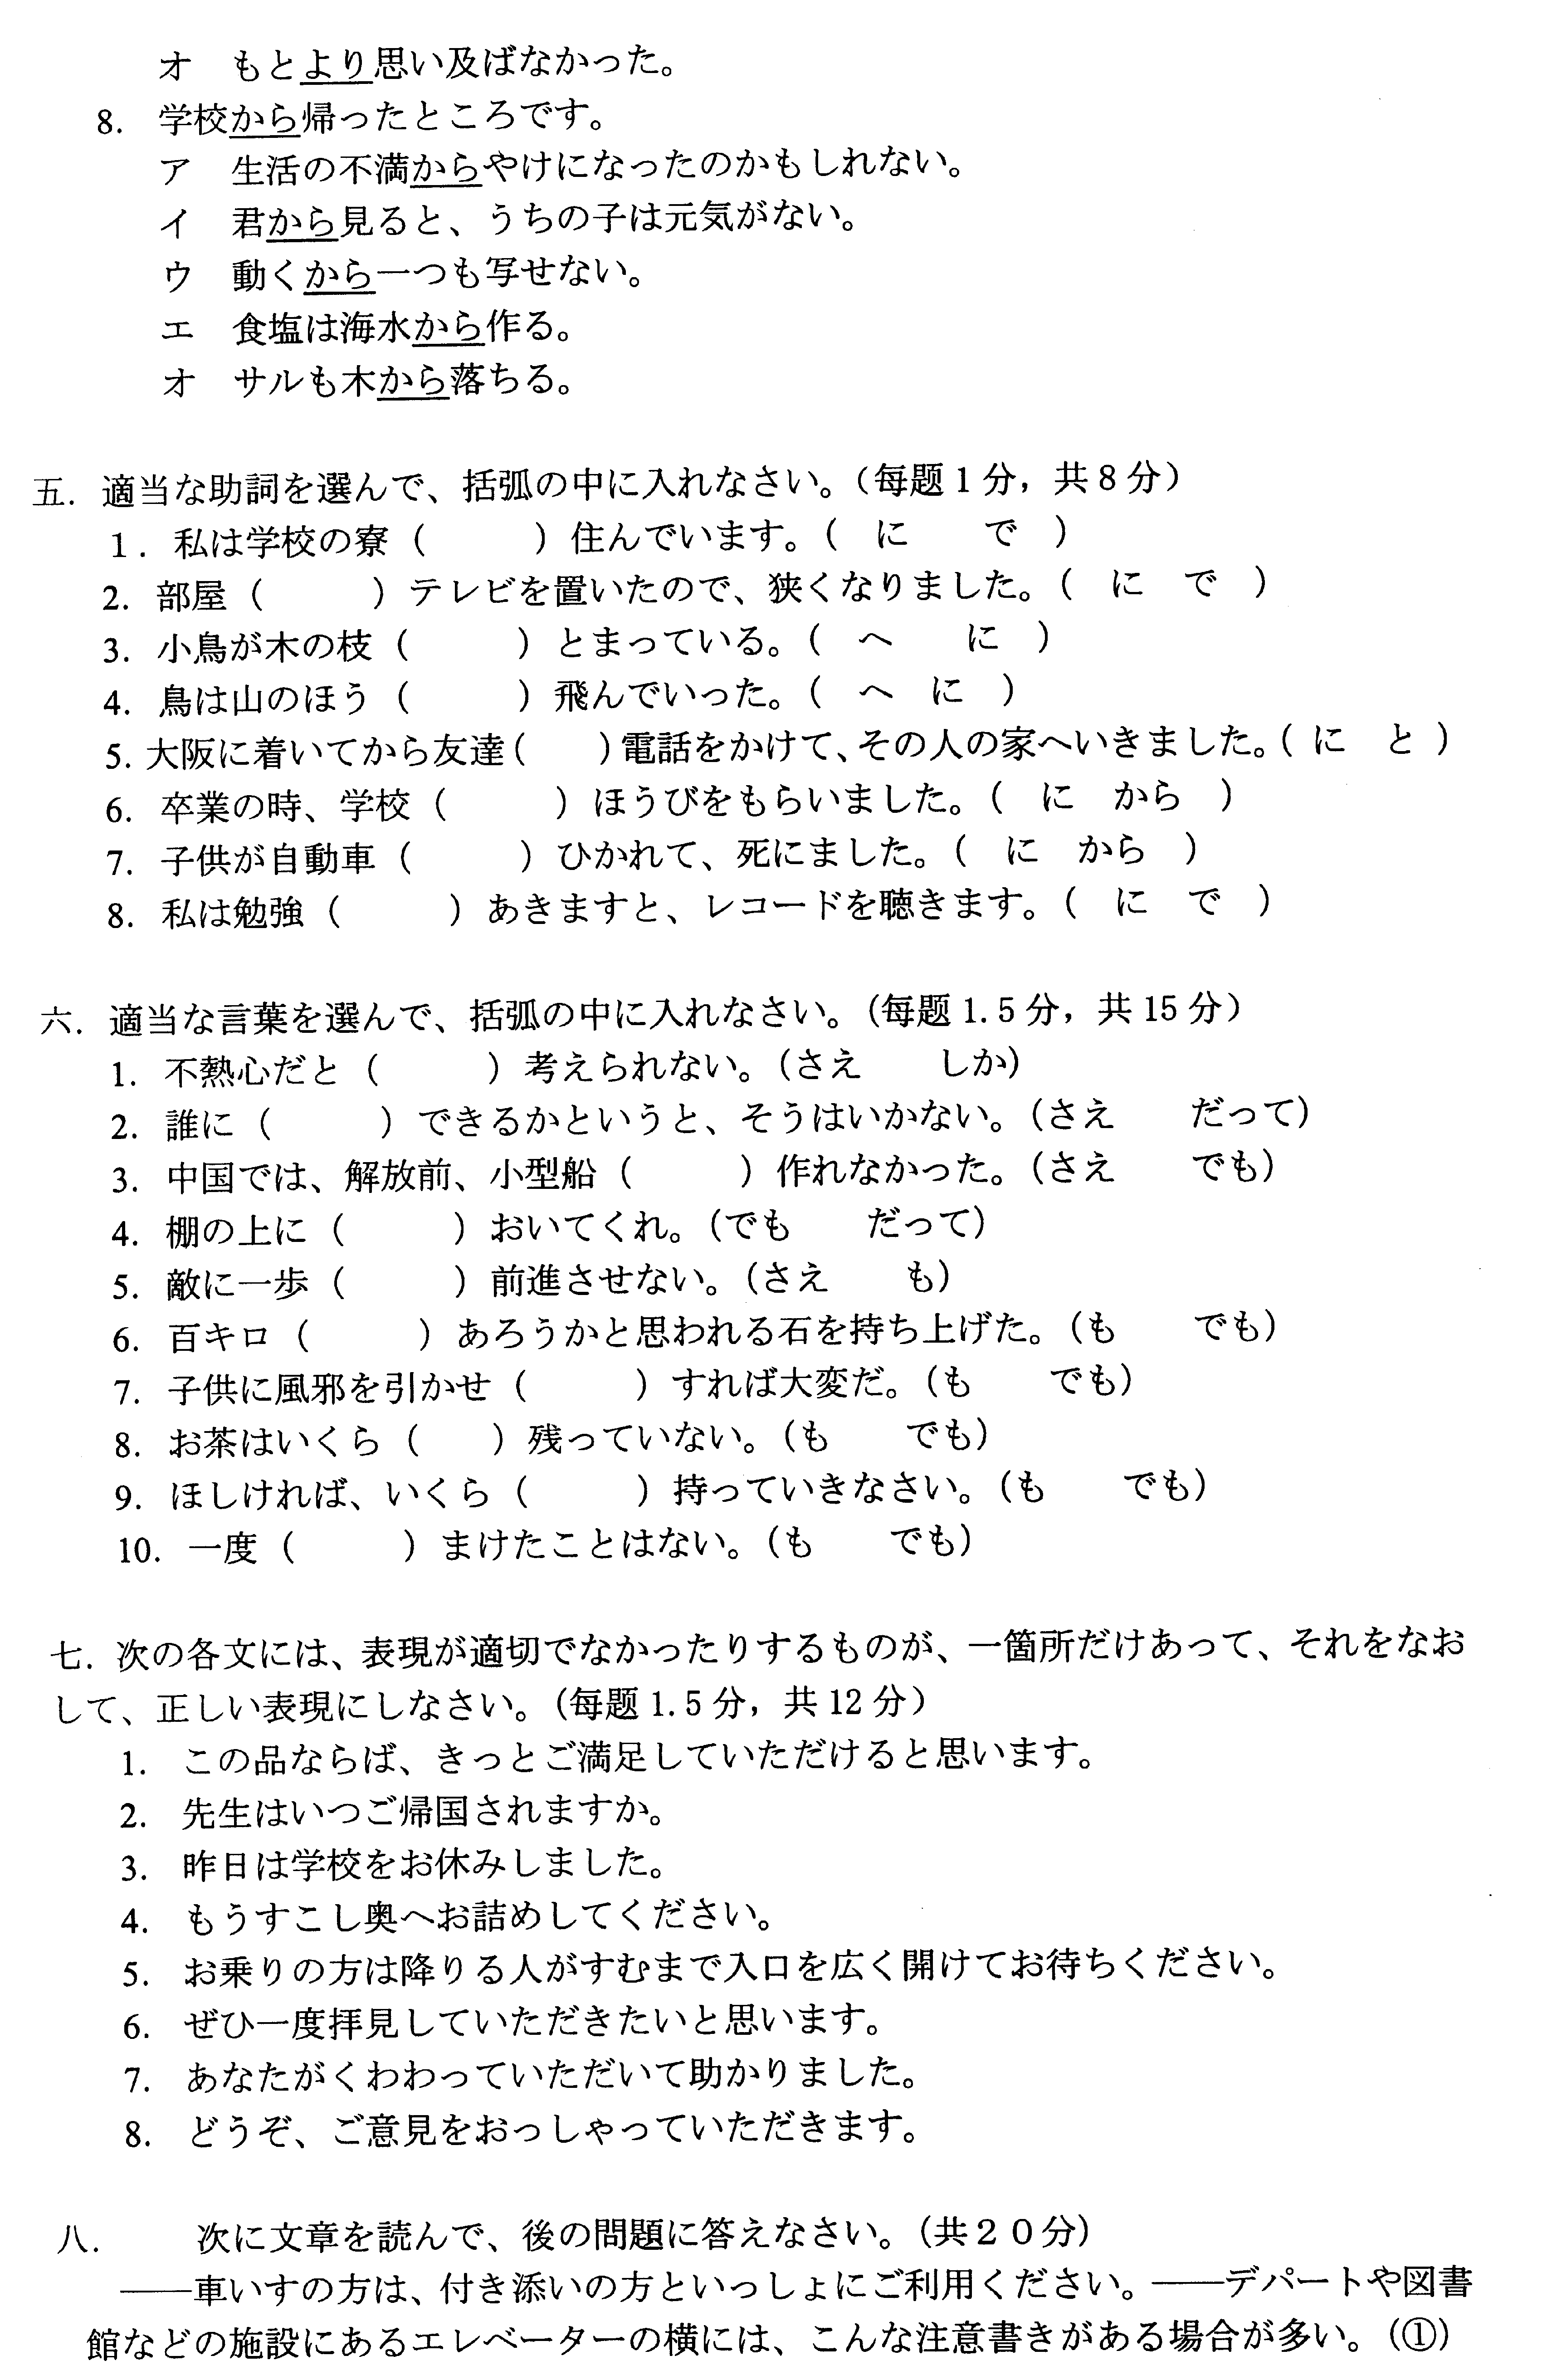 オ もとより思い及ばなかった。
8. 学校から帰ったところです。
ア 生活の不満からやけになったのかもしれない。
イ 君から見ると、うちの子は元気がない。
ウ 動くから一つも写せない。
エ 食塩は海水から作る。
オ サルも木から落ちる。
五. 適当な助詞を選んで、括弧の中に入れなさい。（每题1分，共8分）
1. 私は学校の寮（ ）住んでいます。（ に で ）
2. 部屋（ ）テレビを置いたので、狭くなりました。（ に で ）
3. 小鳥が木の枝（ ）とまっている。（ へ に ）
4. 鳥は山のほう（ ）飛んでいった。（ へ に ）
5. 大阪に着いてから友達（ ）電話をかけて、その人の家へいきました。（ に と ）
6. 卒業の時、学校（ ）ほうびをもらいました。（ に から ）
7. 子供が自動車（ ）ひかれて、死にました。（ に から ）
8. 私は勉強（ ）あきますと、レコードを聴きます。（ に で ）
六. 適当な言葉を選んで、括弧の中に入れなさい。（每题1.5分，共15分）
1. 不熱心だと（ ）考えられない。（さえ しか）
2. 誰に（ ）できるかというと、そうはいかない。（さえ だって）
3. 中国では、解放前、小型船（ ）作れなかった。（さえ でも）
4. 棚の上に（ ）おいてくれ。（でも だって）
5. 敵に一歩（ ）前進させない。（さえ も）
6. 百キロ（ ）あろうかと思われる石を持ち上げた。（も でも）
7. 子供に風邪を引かせ（ ）すれば大変だ。（も でも）
8. お茶はいくら（ ）残っていない。（も でも）
9. ほしければ、いくら（ ）持っていきなさい。（も でも）
10. 一度（ ）まけたことはない。（も でも）
七. 次の各文には、表現が適切でなかったりするものが、一箇所だけあって、それをなお
して、正しい表現にしなさい。（每题1.5分，共12分）
1. この品ならば、きっとご満足していただけると思います。
2. 先生はいつご帰国されますか。
3. 昨日は学校をお休みしました。
4. もうすこし奥へお詰めしてください。
5. お乗りの方は降りる人がすむまで入口を広く開けてお待ちください。
6. ぜひ一度拝見していただきたいと思います。
7. あなたがくわわっていただいて助かりました。
8. どうぞ、ご意見をおっしゃっていただきます。
八. 次に文章を読んで、後の問題に答えなさい。（共２０分）
――車いすの方は、付き添いの方といっしょにご利用ください。――デパートや図書
館などの施設にあるエレベーターの横には、こんな注意書きがある場合が多い。（①）